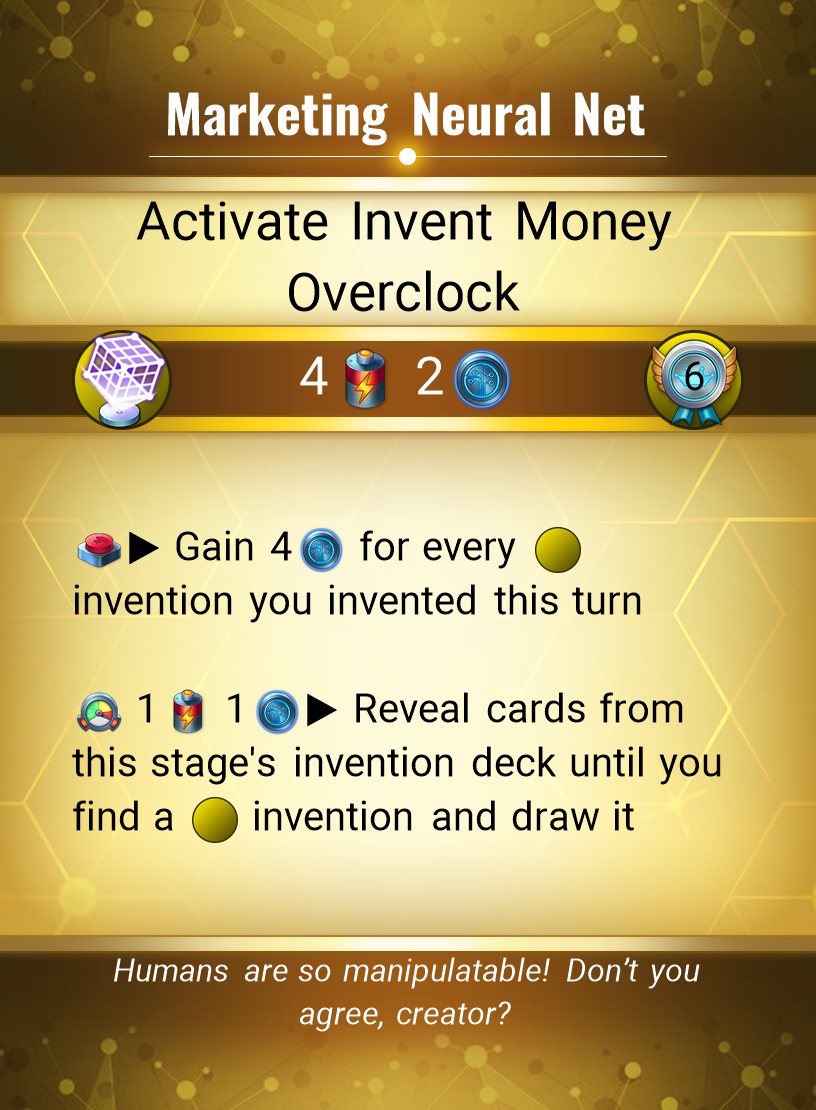 Marketing Neural Net
Activate Invent Money
Overclock
4 2 6
▶ Gain 4 for every
invention you invented this turn
1 1 ▶ Reveal cards from
this stage's invention deck until you
find a invention and draw it
Humans are so manipulatable! Don’t you
agree, creator?